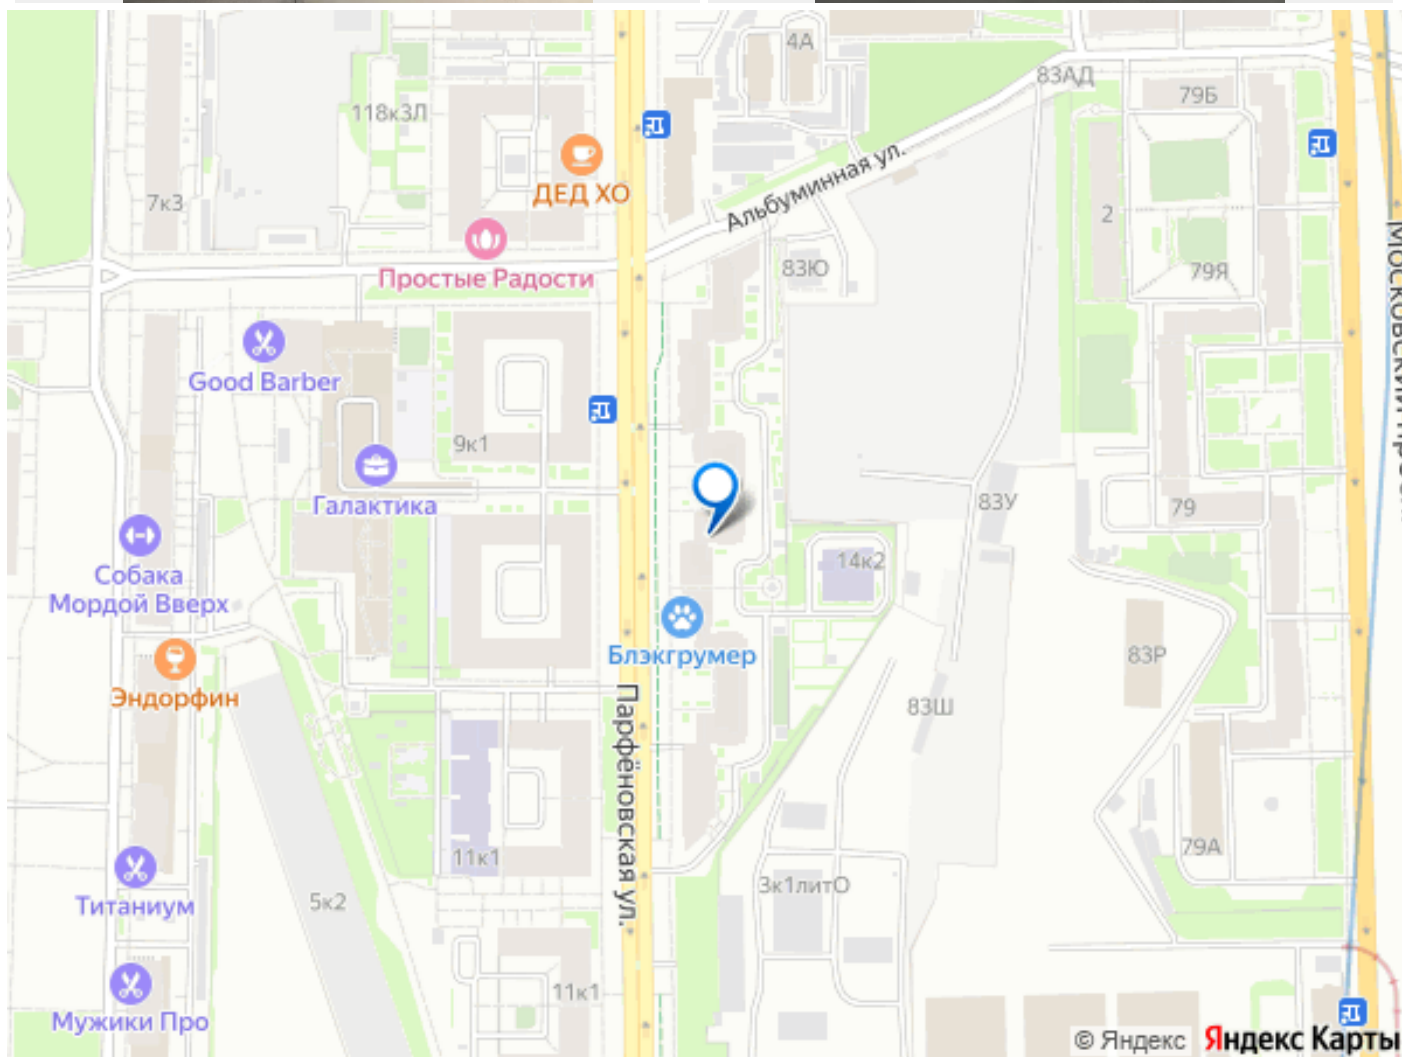 4А
83АД
79Б
118к3Л
ДЕД ХО
Альбуминная ул.
7к3
2
83Ю
79Я
Простые Радости
Good Barber
9к1
Галактика
83У
79
14к2
Собака
Мордой Вверх
Блэкгрумер
83Р
Эндорфин
83Ш
Парфёновская ул.
11к1
79А
3к1литО
5к2
Титаниум
11к1
Мужики Про
© Яндекс Яндекс Карты